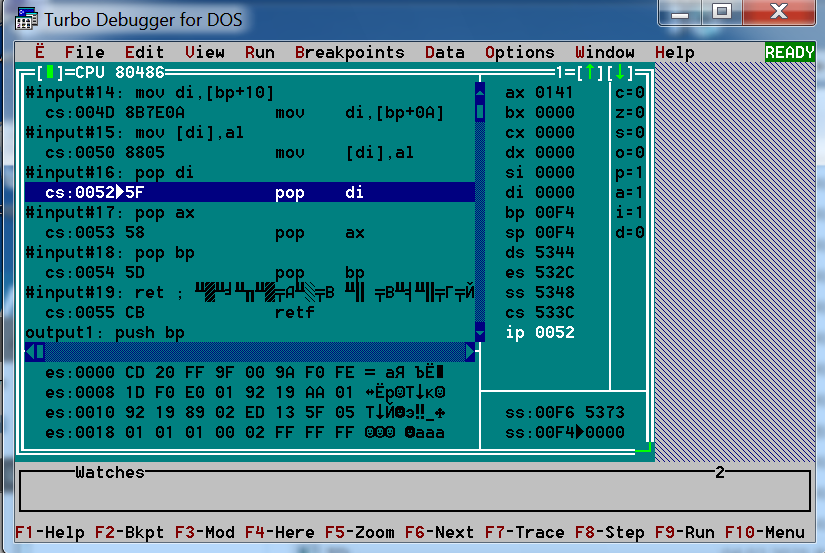 Turbo Debugger for DOS
Ë File Edit View Run Breakpoints Data Options Window Help READY
[■]=CPU 80486 1=[↑][↓]
#input#14: mov di,[bp+10]
cs:004D 8B7E0A mov di,[bp+0A]
#input#15: mov [di],al
cs:0050 8805 mov [di],al
#input#16: pop di
cs:0052►5F pop di
#input#17: pop ax
cs:0053 58 pop ax
#input#18: pop bp
cs:0054 5D pop bp
#input#19: ret ;
cs:0055 CB retf
output1: push bp
ax 0141 c=0
bx 0000 z=0
cx 0000 s=0
dx 0000 o=0
si 0000 p=1
di 0000 a=1
bp 00F4 i=1
sp 00F4 d=0
ds 5344
es 532C
ss 5348
cs 533C
ip 0052
es:0000 CD 20 FF 9F 00 9A F0 FE = аЯ ЪЁ■
es:0008 1D F0 E0 01 92 19 AA 01
es:0010 92 19 89 02 ED 13 5F 05
es:0018 01 01 01 00 02 FF FF FF
ss:00F6 5373
ss:00F4►0000
Watches 2
F1-Help F2-Bkpt F3-Mod F4-Here F5-Zoom F6-Next F7-Trace F8-Step F9-Run F10-Menu